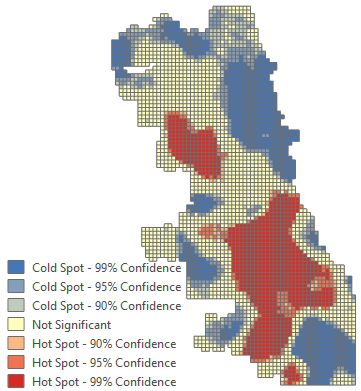 Cold Spot - 99% Confidence
Cold Spot - 95% Confidence
Cold Spot - 90% Confidence
Not Significant
Hot Spot - 90% Confidence
Hot Spot - 95% Confidence
Hot Spot - 99% Confidence